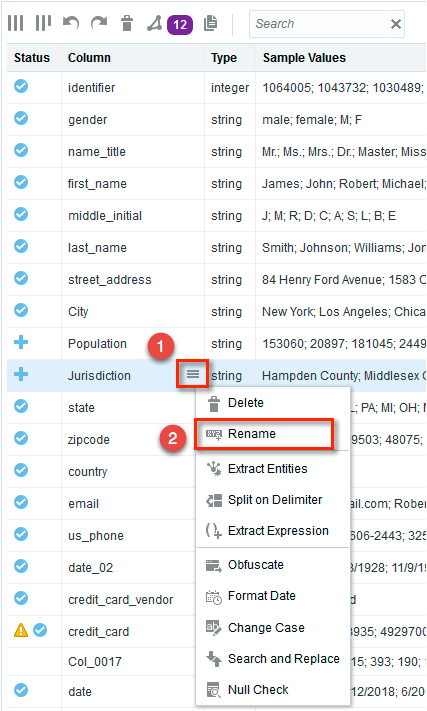 12 Search
Status Column Type Sample Values
identifier integer 1064005; 1043732; 1030489;
gender string male; female; M; F
name_title string Mr.; Ms.; Mrs.; Dr.; Master; Miss
first_name string James; John; Robert; Michael;
middle_initial string J; M; R; D; C; A; S; L; B; E
last_name string Smith; Johnson; Williams; Jon
street_address string 84 Henry Ford Avenue; 1583 C
City string New York; Los Angeles; Chica
Population string 153060; 20897; 181045; 2449
1
Jurisdiction string Hampden County; Middlesex C
state Delete L; PA; MI; OH; M
2
zipcode Rename 9503; 48075;
country Extract Entities
email Split on Delimiter ail.com; Rober
us_phone Extract Expression 606-2443; 325
date_02 Obfuscate /1928; 11/9/19
credit_card_vendor Format Date d
credit_card Change Case 3935; 4929700
Col_0017 Search and Replace 15; 393; 190; 1
date Null Check 12/2018; 6/20